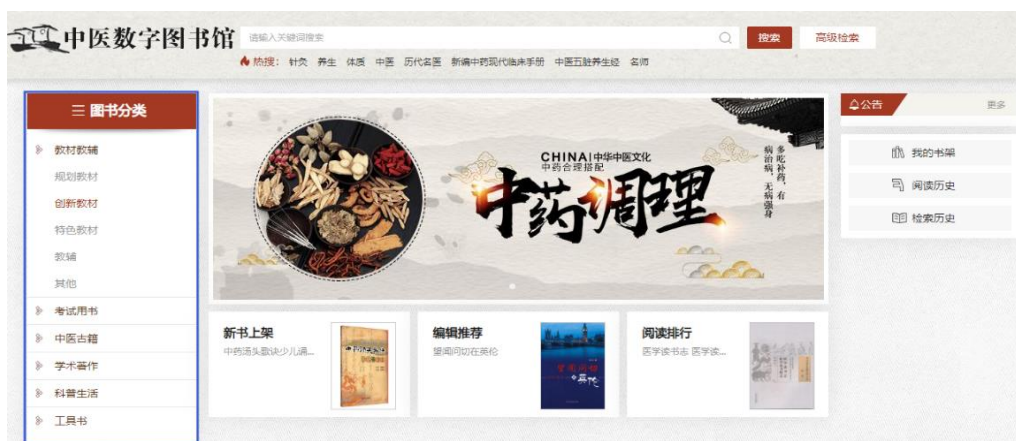 中医数字图书馆
请输入关键词搜索
搜索
高级检索
热搜： 针灸 养生 体质 中医 历代名医 新编中药现代临床手册 中医五脏养生经 名师
图书分类
教材教辅
规划教材
创新教材
特色教材
教辅
其他
考试用书
中医古籍
学术著作
科普生活
工具书
CHINA|中华中医文化
中药合理搭配
中药调理
多吃补药，有
病治病，无病强身
新书上架
中药汤头歌诀少儿诵...
编辑推荐
望闻问切在英伦
望闻问切
英伦
阅读排行
医学读书志 医学读...
公告
更多
我的书架
阅读历史
检索历史